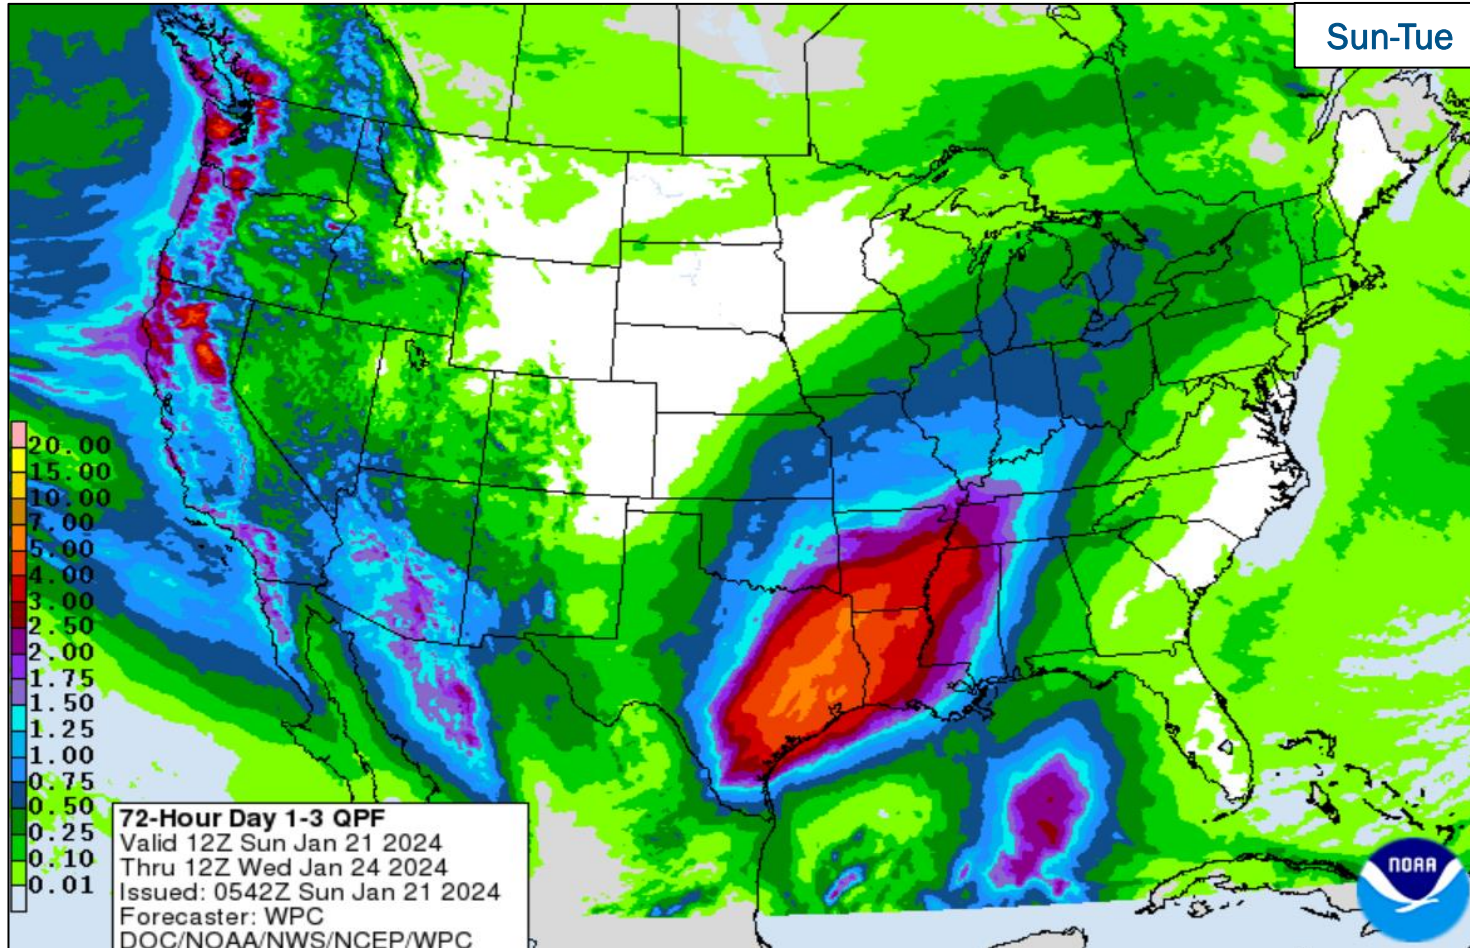 Sun-Tue
20.00
15.00
10.00
7.00
5.00
4.00
3.00
2.50
2.00
1.75
1.50
1.25
1.00
0.75
0.50
0.25
0.10
0.01
72-Hour Day 1-3 QPF
Valid 12Z Sun Jan 21 2024
Thru 12Z Wed Jan 24 2024
Issued: 0542Z Sun Jan 21 2024
Forecaster: WPC
DOC/NOAA/NWS/NCEP/WPC
NOAA